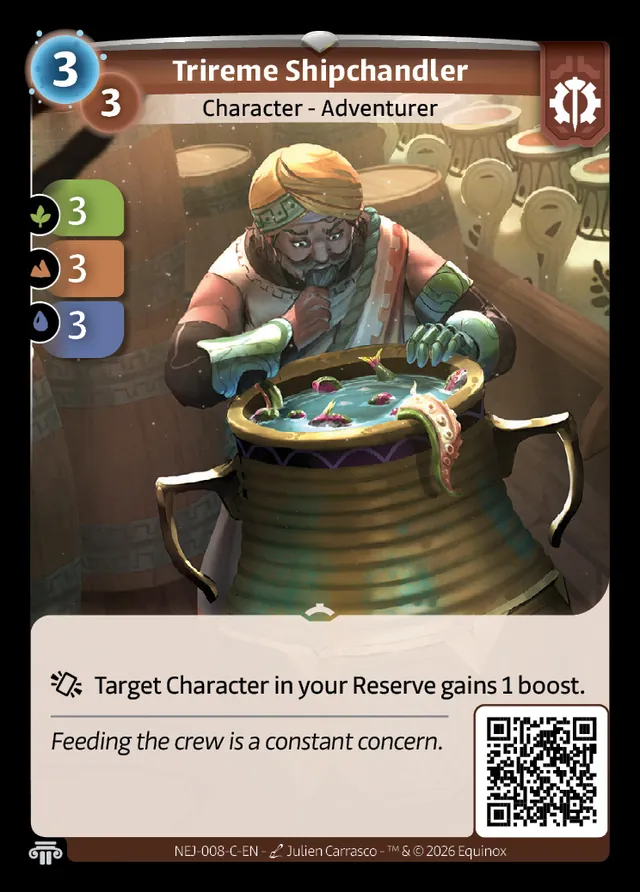 3
Trireme Shipchandler
3
Character - Adventurer
3
3
3
Target Character in your Reserve gains 1 boost.
Feeding the crew is a constant concern.
NEJ-008-C-EN - Julien Carrasco - ™ & © 2026 Equinox